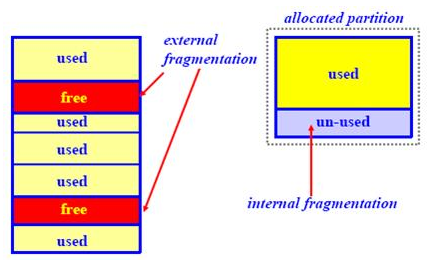 used
free
used
used
used
free
used
external
fragmentation
allocated partition
used
un-used
internal fragmentation